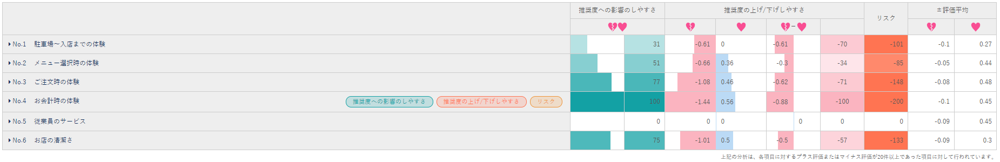 推奨度への影響のしやすさ 推奨度の上げ/下げしやすさ リスク ±評価平均
No.1 駐車場～入店までの体験 31 -0.61 0 -0.61 -70 -101 -0.1 0.27
No.2 メニュー選択時の体験 51 -0.66 0.36 -0.3 -34 -85 -0.05 0.44
No.3 ご注文時の体験 77 -1.08 0.46 -0.62 -71 -148 -0.08 0.48
No.4 お会計時の体験 推奨度への影響のしやすさ 推奨度の上げ/下げしやすさ リスク 100 -1.44 0.56 -0.88 -100 -200 -0.1 0.45
No.5 従業員のサービス 0 0 0 0 0 0 -0.09 0.45
No.6 お店の清潔さ 75 -1.01 0.5 -0.5 -57 -133 -0.09 0.3
上記の分析は、各項目に対するプラス評価またはマイナス評価が20件以上であった項目に対して行われています。